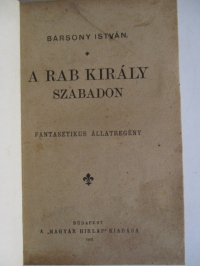 BÁRSONY ISTVÁN.
A RAB KIRÁLY
SZABADON
FANTASZTIKUS ÁLLATREGÉNY
BUDAPEST
A „MAGYAR HIRLAP" KIADÁSA